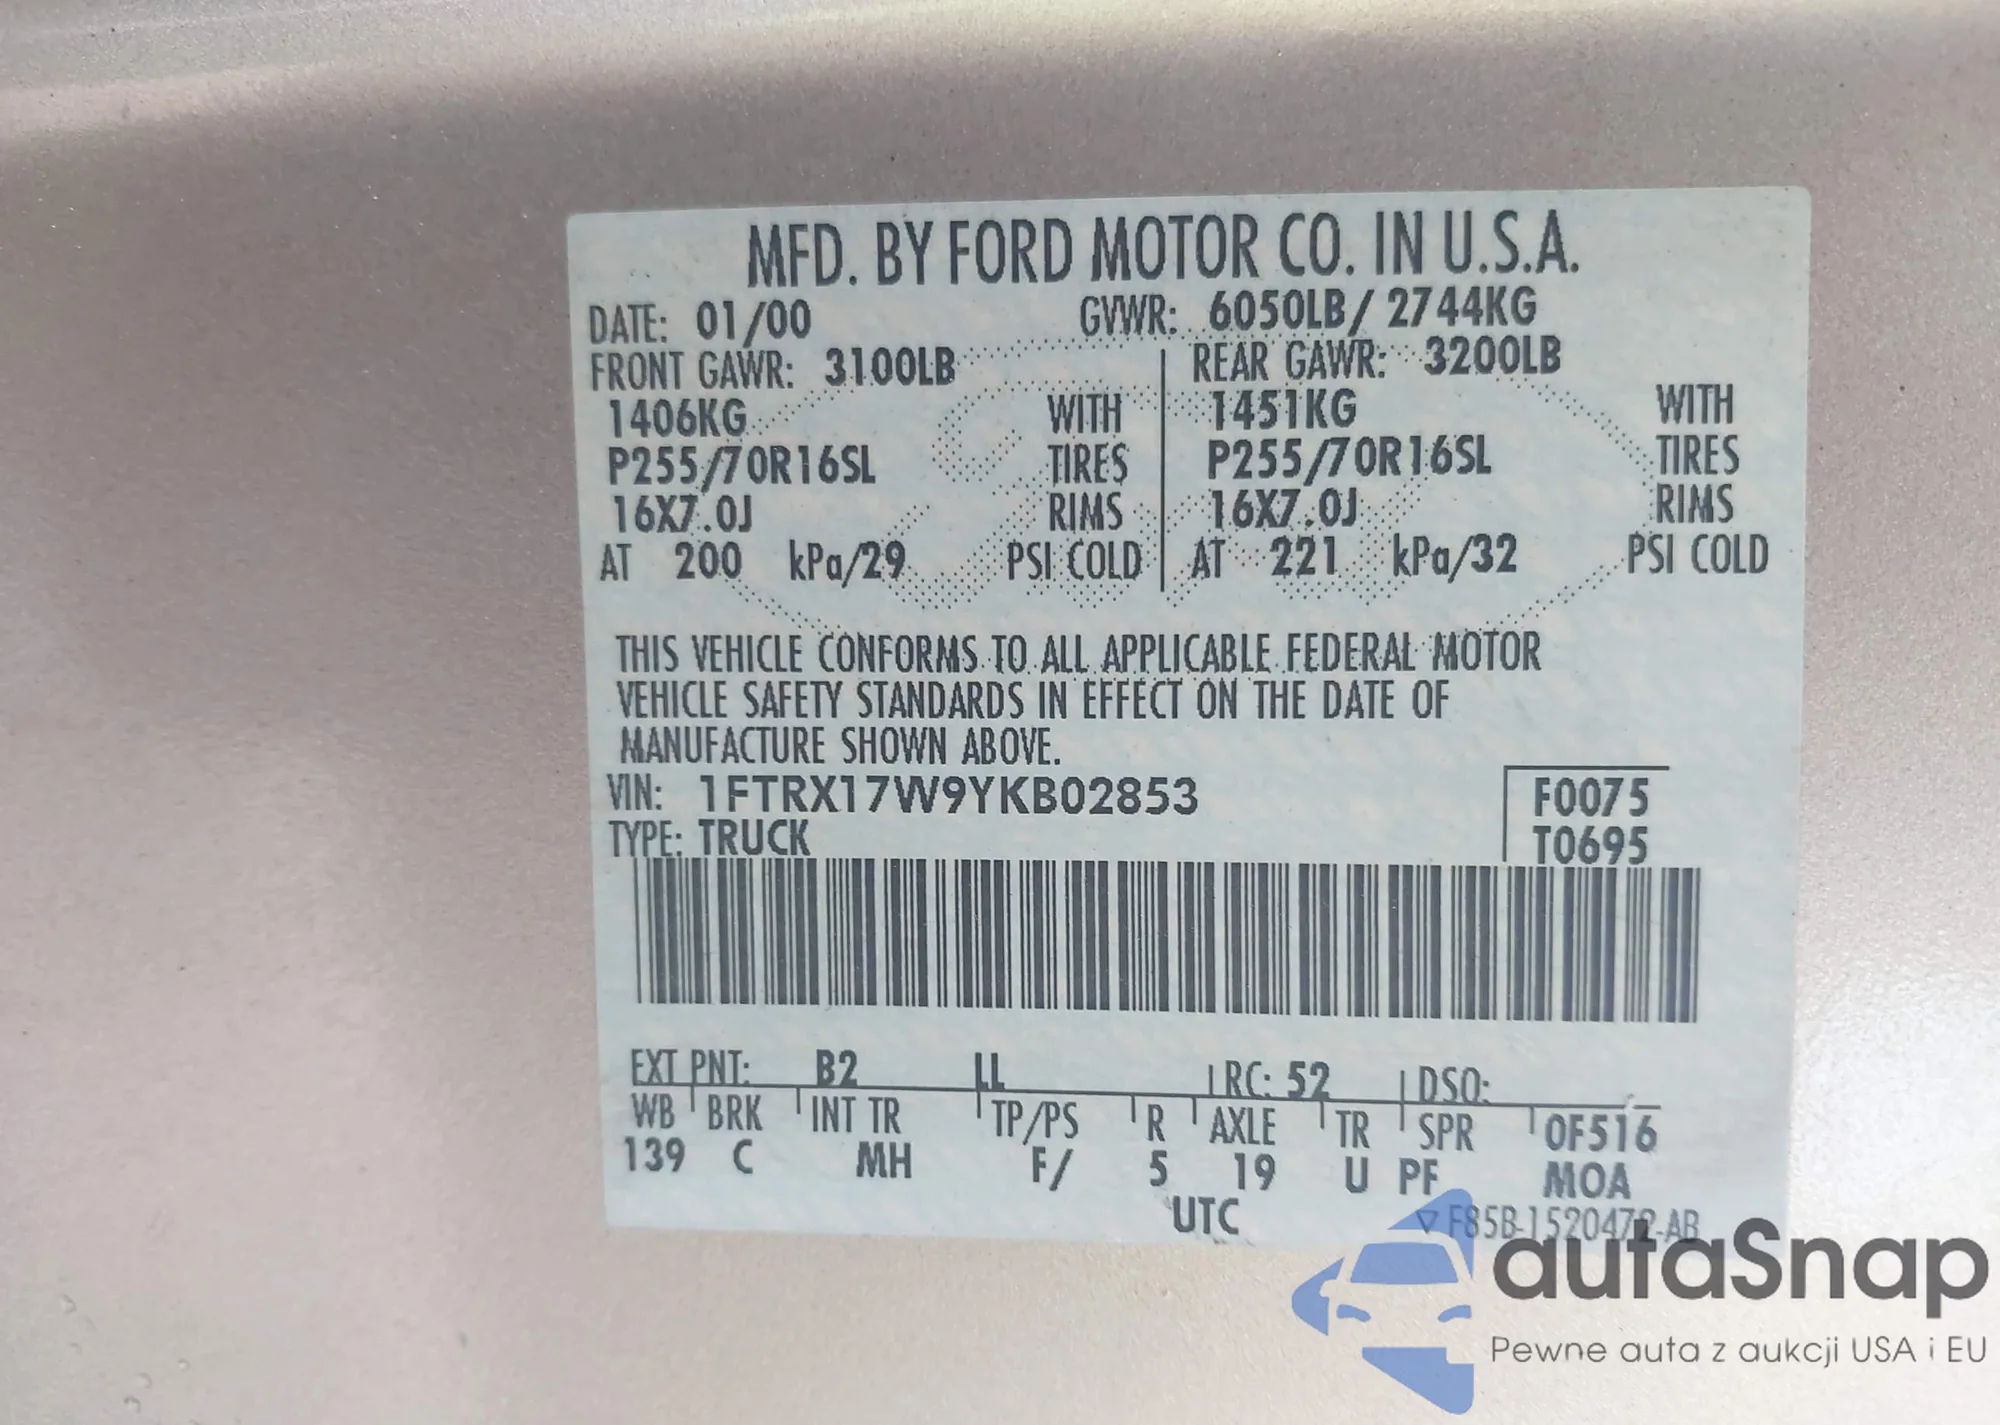 MFD. BY FORD MOTOR CO. IN U.S.A.
DATE: 01/00 GVWR: 6050LB/ 2744KG
FRONT GAWR: 3100LB REAR GAWR: 3200LB
1406KG WITH 1451KG WITH
P255/70R16SL TIRES P255/70R16SL TIRES
16X7.0J RIMS 16X7.0J RIMS
AT 200 kPa/29 PSI COLD AT 221 kPa/32 PSI COLD
THIS VEHICLE CONFORMS TO ALL APPLICABLE FEDERAL MOTOR
VEHICLE SAFETY STANDARDS IN EFFECT ON THE DATE OF
MANUFACTURE SHOWN ABOVE.
VIN: 1FTRX17W9YKB02853 F0075
TYPE: TRUCK T0695
EXT PNT: B2 LL RC: 52 DSO:
WB BRK INT TR TP/PS R AXLE TR SPR 0F516
139 C MH F/ 5 19 U PF MOA
UTC
▽ F85B-1520472-AB
autaSnap
Pewne auta z aukcji USA i EU